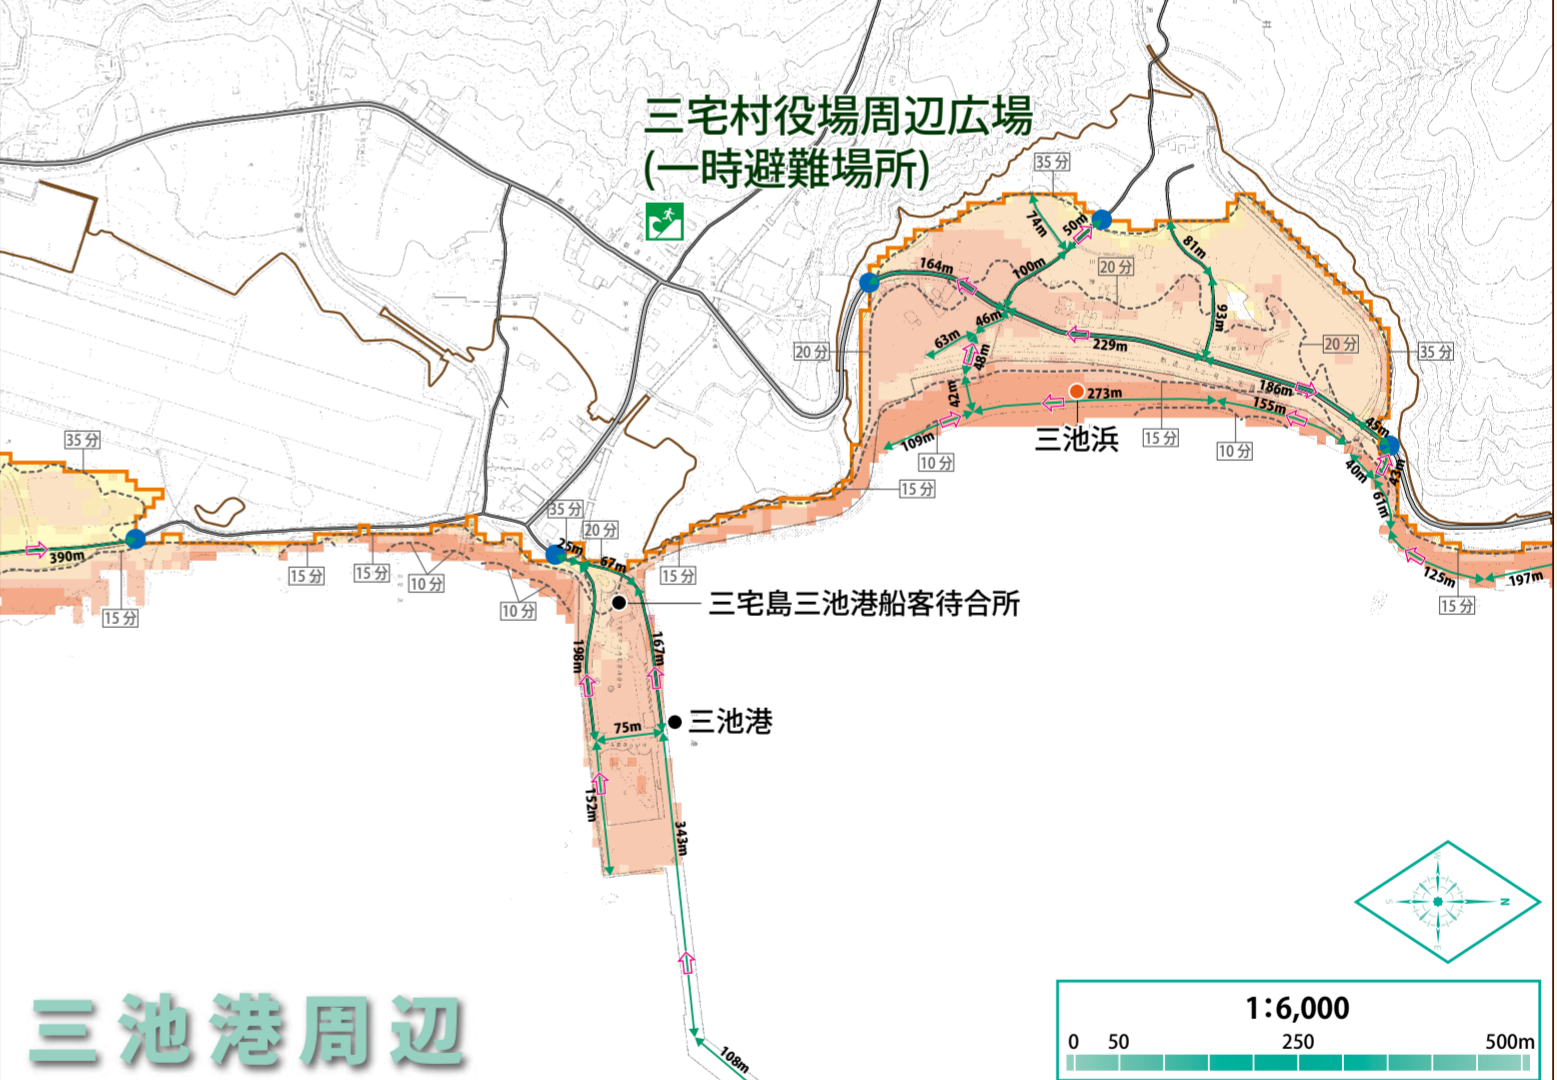 三宅村役場周辺広場
(一時避難場所)
35分
74m
50m
81m
164m
100m
20分
93m
46m
63m
48m
229m
20分
20分
35分
42m
273m
186m
155m
45m
109m
三池浜
15分
10分
10分
40m
43m
61m
35分
15分
35分
20分
25m
67m
390m
15分
15分
15分
10分
10分
15分
125m
197m
15分
三宅島三池港船客待合所
198m
167m
三池港
75m
152m
343m
108m
N
S
E
W
三池港周辺
1:6,000
0 50 250 500m